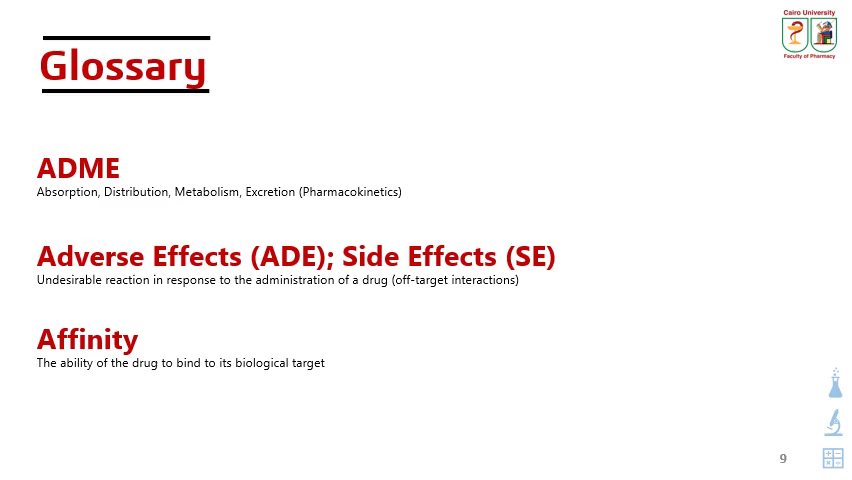 Cairo University
Faculty of Pharmacy
Glossary
ADME
Absorption, Distribution, Metabolism, Excretion (Pharmacokinetics)
Adverse Effects (ADE); Side Effects (SE)
Undesirable reaction in response to the administration of a drug (off-target interactions)
Affinity
The ability of the drug to bind to its biological target
9